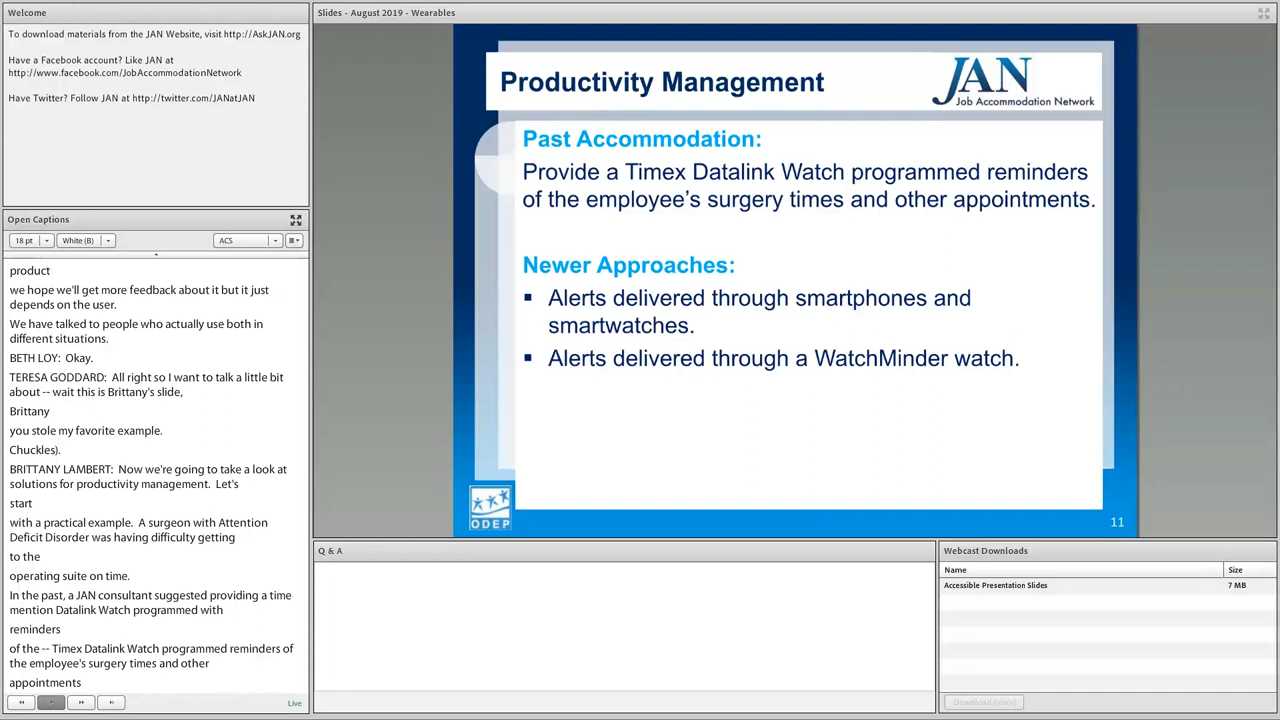 Welcome
To download materials from the JAN Website, visit http://AskJAN.org
Have a Facebook account? Like JAN at
http://www.facebook.com/JobAccommodationNetwork
Have Twitter? Follow JAN at http://twitter.com/JANatJAN
Open Captions
18 pt White (B) ACS
product
we hope we'll get more feedback about it but it just
depends on the user.
We have talked to people who actually use both in
different situations.
BETH LOY: Okay.
TERESA GODDARD: All right so I want to talk a little bit
about -- wait this is Brittany's slide,
Brittany
you stole my favorite example.
Chuckles).
BRITTANY LAMBERT: Now we're going to take a look at
solutions for productivity management. Let's
start
with a practical example. A surgeon with Attention
Deficit Disorder was having difficulty getting
to the
operating suite on time.
In the past, a JAN consultant suggested providing a time
mention Datalink Watch programmed with
reminders
of the -- Timex Datalink Watch programmed reminders of
the employee's surgery times and other
appointments
Live
Slides - August 2019 - Wearables
Productivity Management
JAN
Job Accommodation Network
Past Accommodation:
Provide a Timex Datalink Watch programmed reminders
of the employee’s surgery times and other appointments.
Newer Approaches:
▪ Alerts delivered through smartphones and
smartwatches.
▪ Alerts delivered through a WatchMinder watch.
ODEP
11
Q & A
Webcast Downloads
Name Size
Accessible Presentation Slides 7 MB
Download File(s)